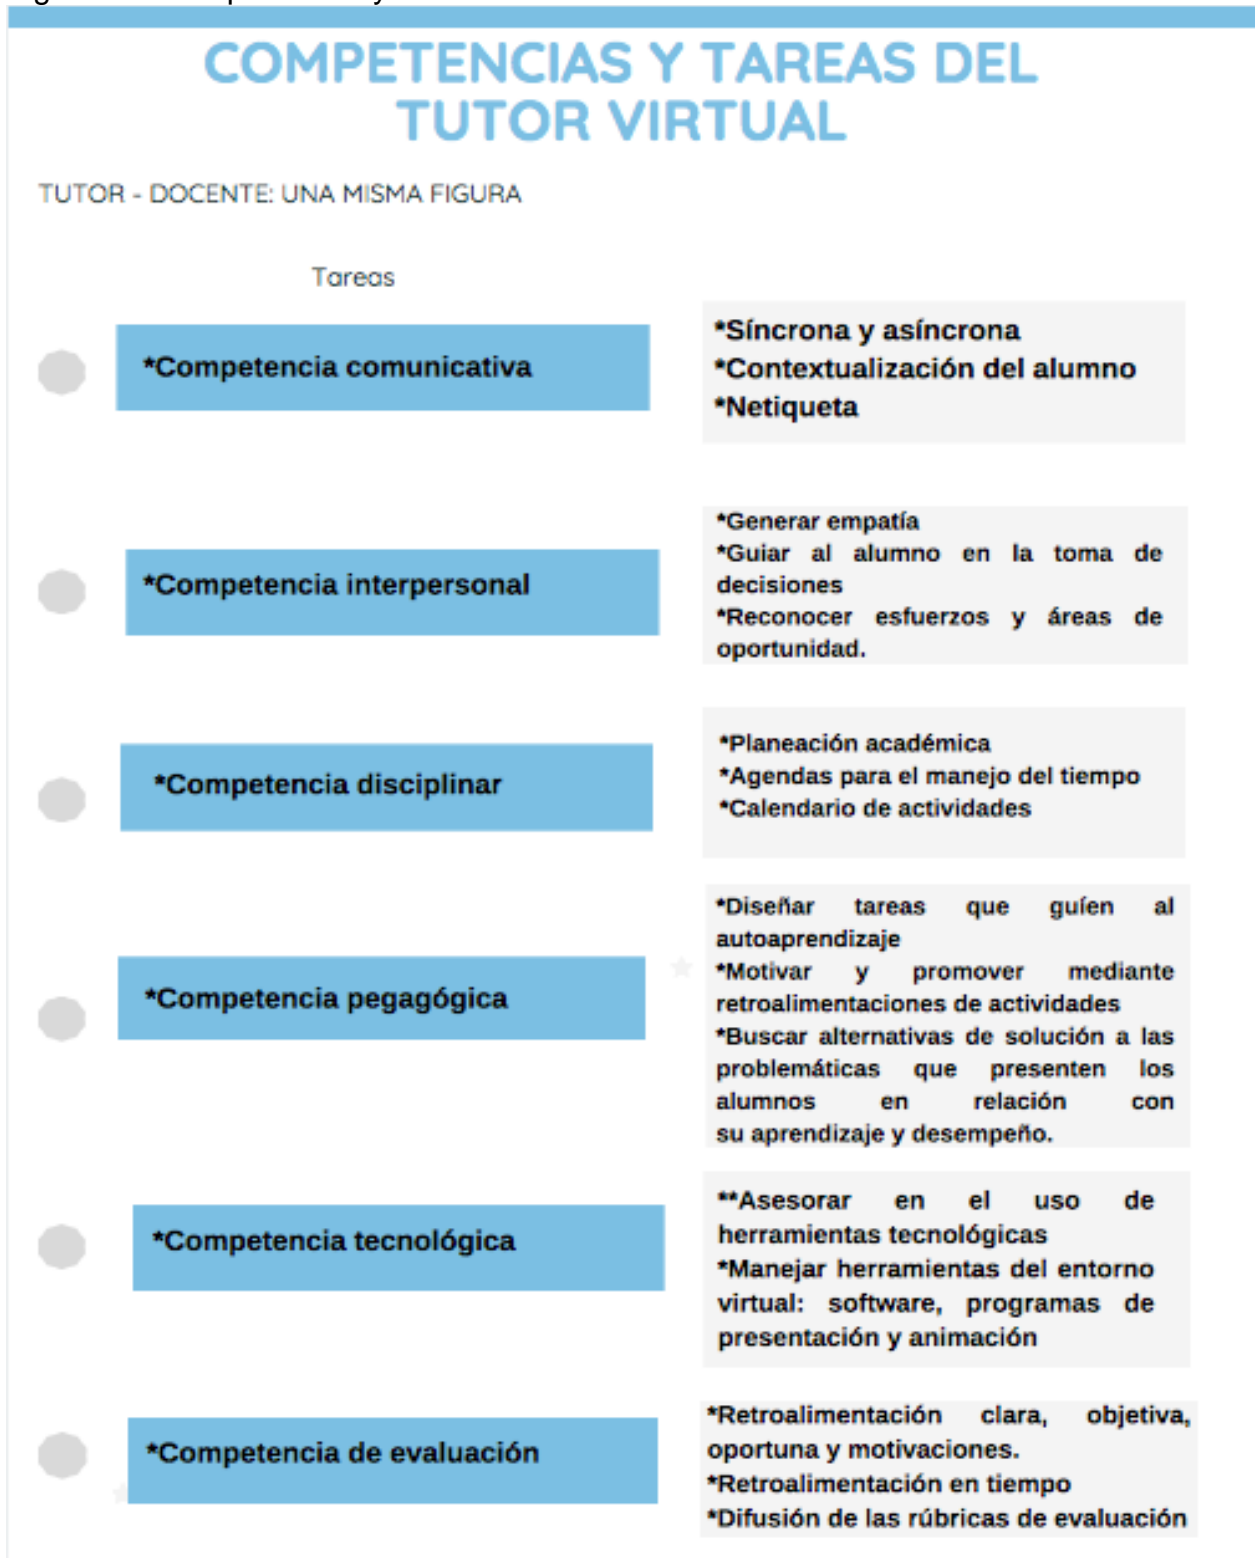 COMPETENCIAS Y TAREAS DEL
TUTOR VIRTUAL
TUTOR - DOCENTE: UNA MISMA FIGURA
Tareas
*Competencia comunicativa
*Síncrona y asíncrona
*Contextualización del alumno
*Netiqueta
*Competencia interpersonal
*Generar empatía
*Guiar al alumno en la toma de
decisiones
*Reconocer esfuerzos y áreas de
oportunidad.
*Competencia disciplinar
*Planeación académica
*Agendas para el manejo del tiempo
*Calendario de actividades
*Competencia pegagógica
*Diseñar tareas que guíen al
autoaprendizaje
*Motivar y promover mediante
retroalimentaciones de actividades
*Buscar alternativas de solución a las
problemáticas que presenten los
alumnos en relación con
su aprendizaje y desempeño.
*Competencia tecnológica
**Asesorar en el uso de
herramientas tecnológicas
*Manejar herramientas del entorno
virtual: software, programas de
presentación y animación
*Competencia de evaluación
*Retroalimentación clara, objetiva,
oportuna y motivaciones.
*Retroalimentación en tiempo
*Difusión de las rúbricas de evaluación